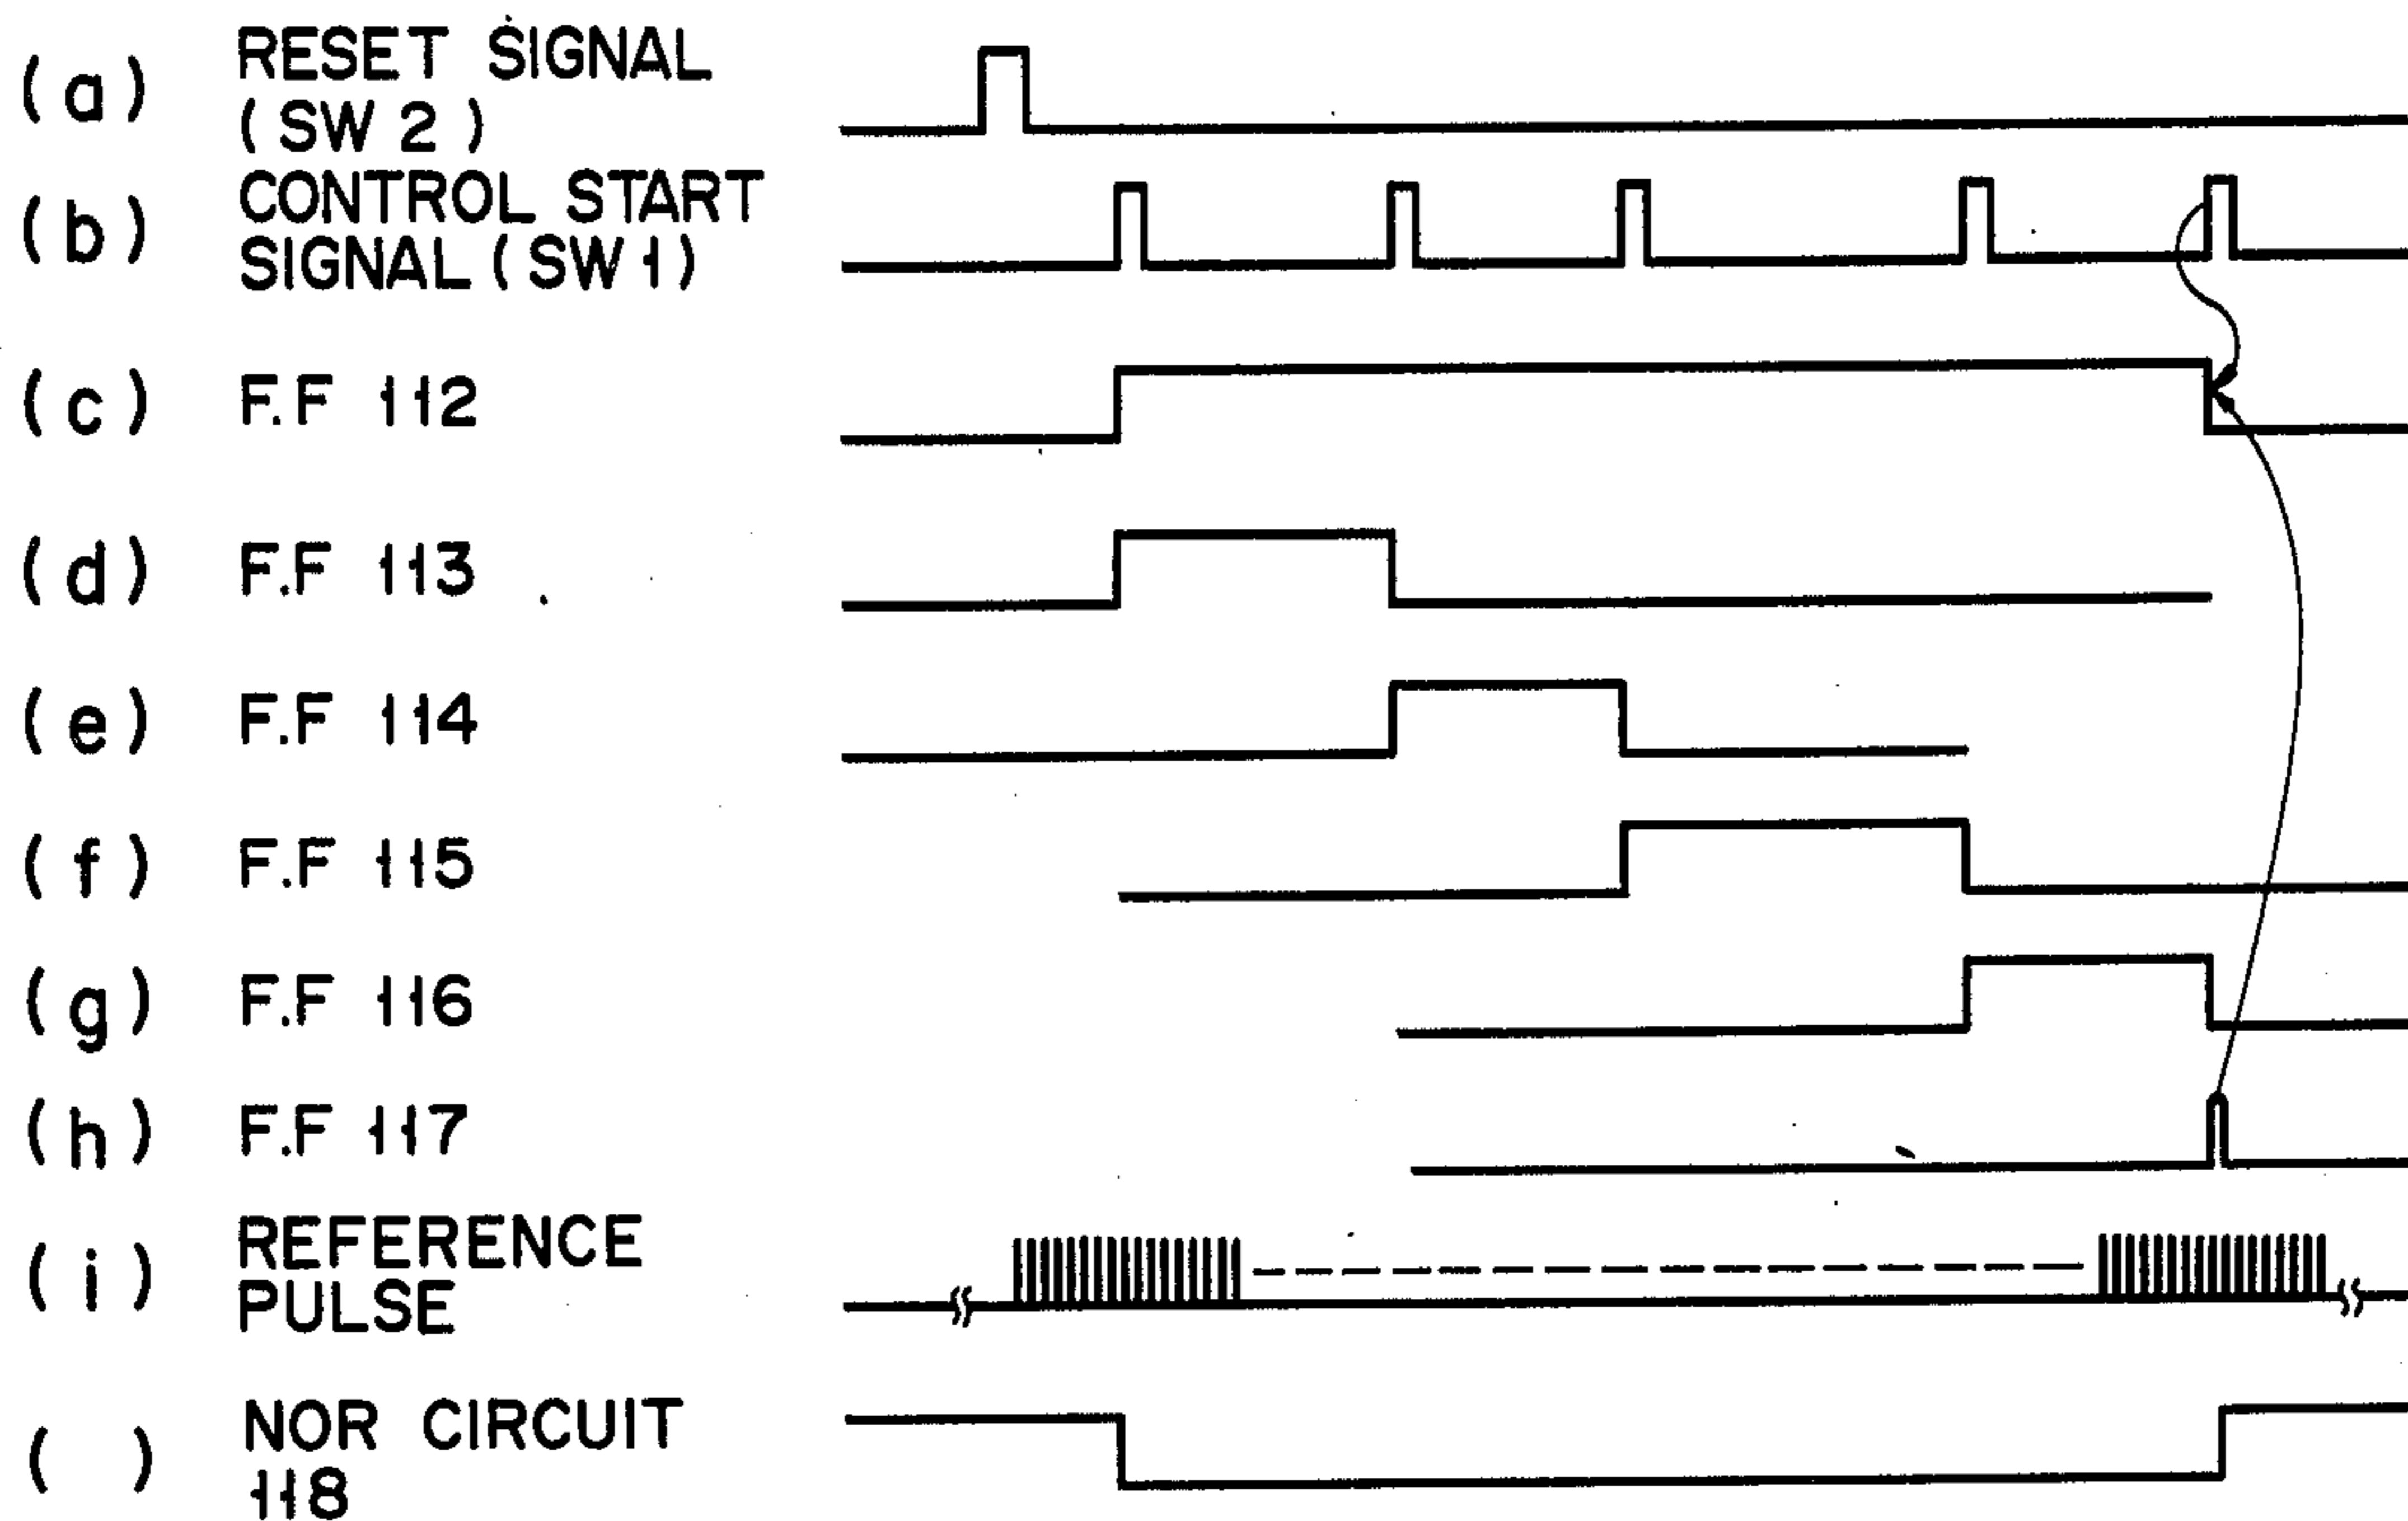 (a) RESET SIGNAL
(SW 2)
(b) CONTROL START
SIGNAL (SW 1)
(c) F.F 112
(d) F.F 113
(e) F.F 114
(f) F.F 115
(g) F.F 116
(h) F.F 117
(i) REFERENCE
PULSE
( ) NOR CIRCUIT
118